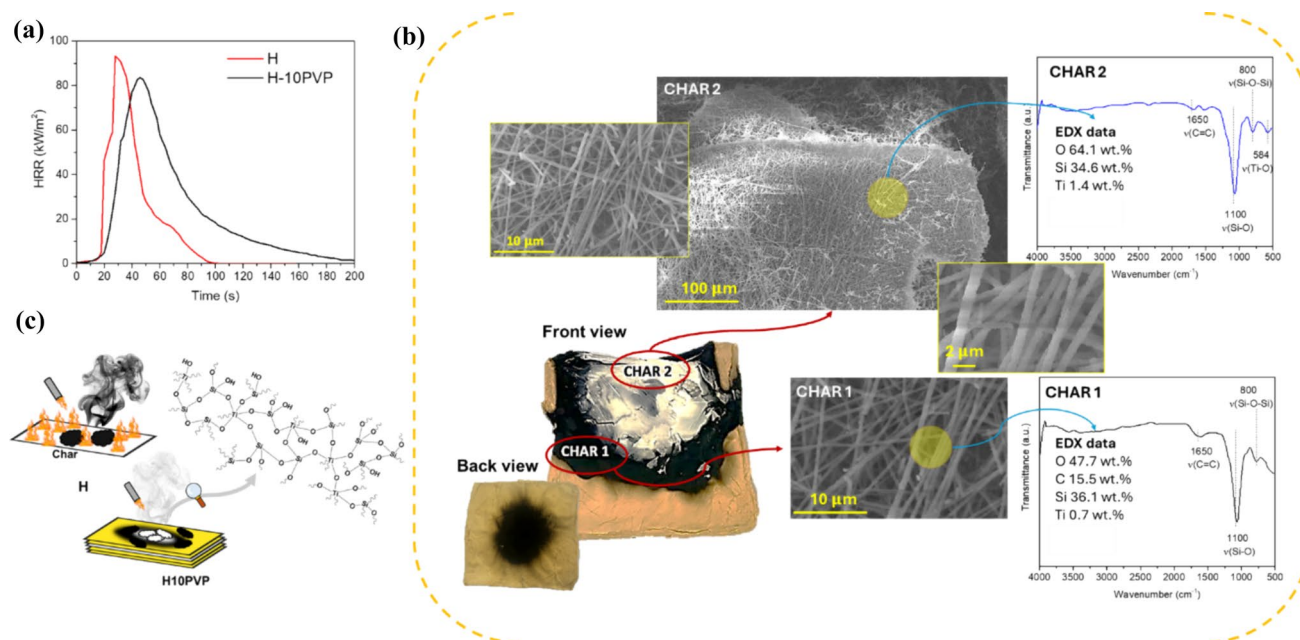 (a)
100
80
60
40
20
0
HRR (kW/m²)
0 20 40 60 80 100 120 140 160 180 200
Time (s)
H
H-10PVP
(b)
CHAR 2
10 μm
100 μm
CHAR 2
800
ν(Si-O-Si)
1650
ν(C=C)
EDX data
O 64.1 wt.%
Si 34.6 wt.%
Ti 1.4 wt.%
584
ν(Ti-O)
1100
ν(Si-O)
Transmittance (a.u.)
4000 3500 3000 2500 2000 1500 1000 500
Wavenumber (cm⁻¹)
2 μm
Front view
CHAR 2
CHAR 1
Back view
CHAR 1
10 μm
CHAR 1
800
ν(Si-O-Si)
EDX data
O 47.7 wt.%
C 15.5 wt.%
Si 36.1 wt.%
Ti 0.7 wt.%
1650
ν(C=C)
1100
ν(Si-O)
Transmittance (a.u.)
4000 3500 3000 2500 2000 1500 1000 500
Wavenumber (cm⁻¹)
(c)
Char
H
H10PVP